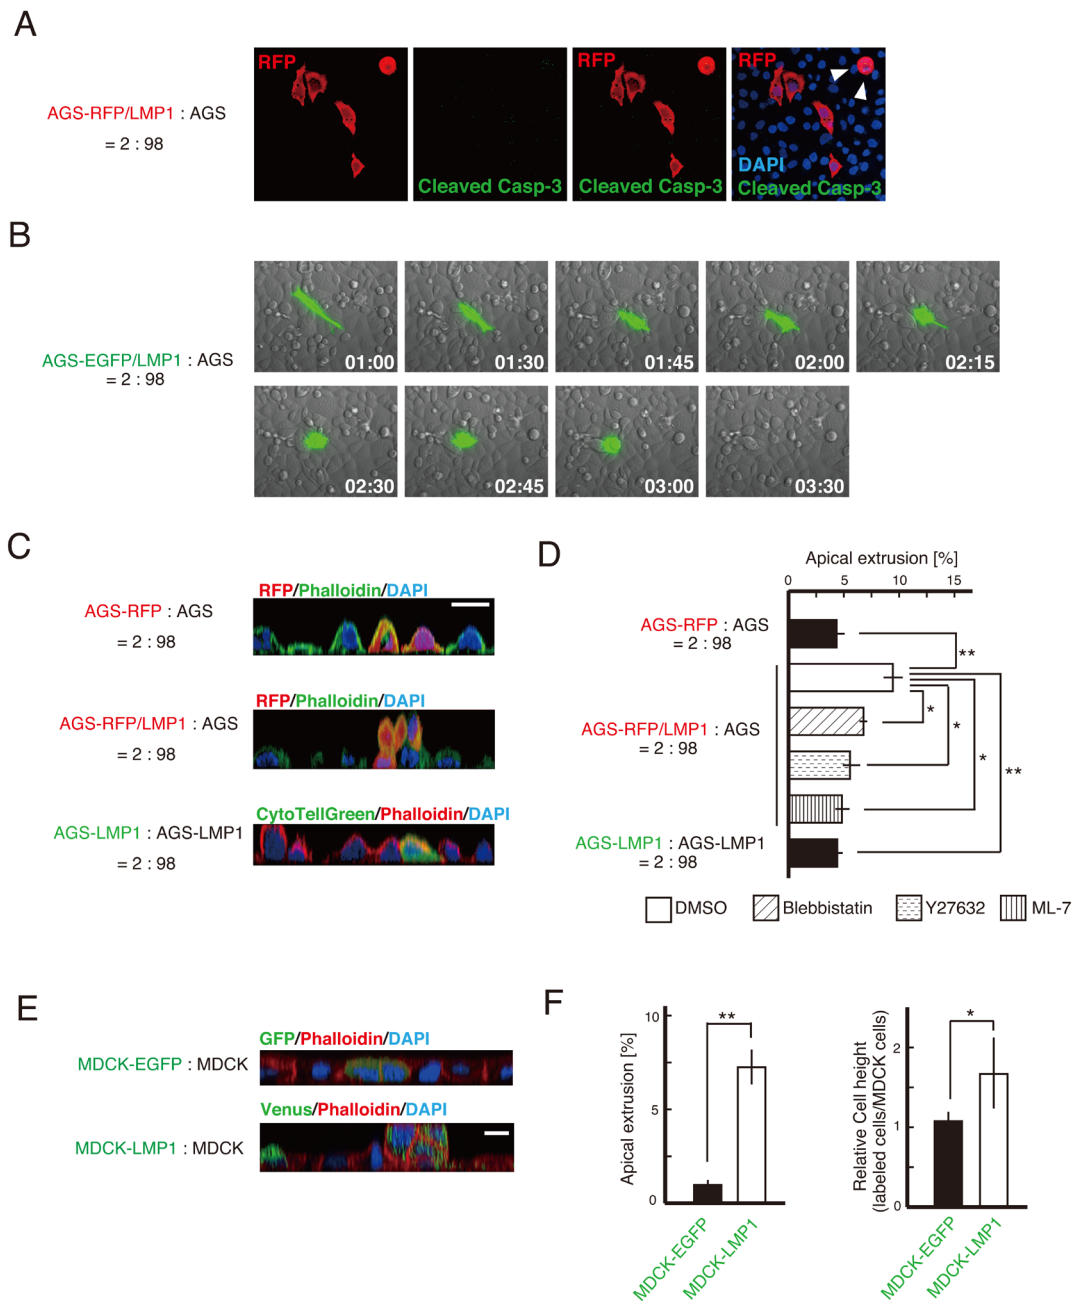 A
AGS-RFP/LMP1 : AGS
= 2 : 98
RFP
Cleaved Casp-3
RFP
Cleaved Casp-3
RFP
DAPI
Cleaved Casp-3
B
AGS-EGFP/LMP1 : AGS
= 2 : 98
01:00
01:30
01:45
02:00
02:15
02:30
02:45
03:00
03:30
C
RFP/Phalloidin/DAPI
AGS-RFP : AGS
= 2 : 98
RFP/Phalloidin/DAPI
AGS-RFP/LMP1 : AGS
= 2 : 98
CytoTellGreen/Phalloidin/DAPI
AGS-LMP1 : AGS-LMP1
= 2 : 98
D
Apical extrusion [%]
0 5 10 15
AGS-RFP : AGS
= 2 : 98
AGS-RFP/LMP1 : AGS
= 2 : 98
AGS-LMP1 : AGS-LMP1
= 2 : 98
**
*
*
*
**
DMSO
Blebbistatin
Y27632
ML-7
E
GFP/Phalloidin/DAPI
MDCK-EGFP : MDCK
Venus/Phalloidin/DAPI
MDCK-LMP1 : MDCK
F
Apical extrusion [%]
10
5
0
**
MDCK-EGFP
MDCK-LMP1
Relative Cell height
(labeled cells/MDCK cells)
2
1
0
*
MDCK-EGFP
MDCK-LMP1